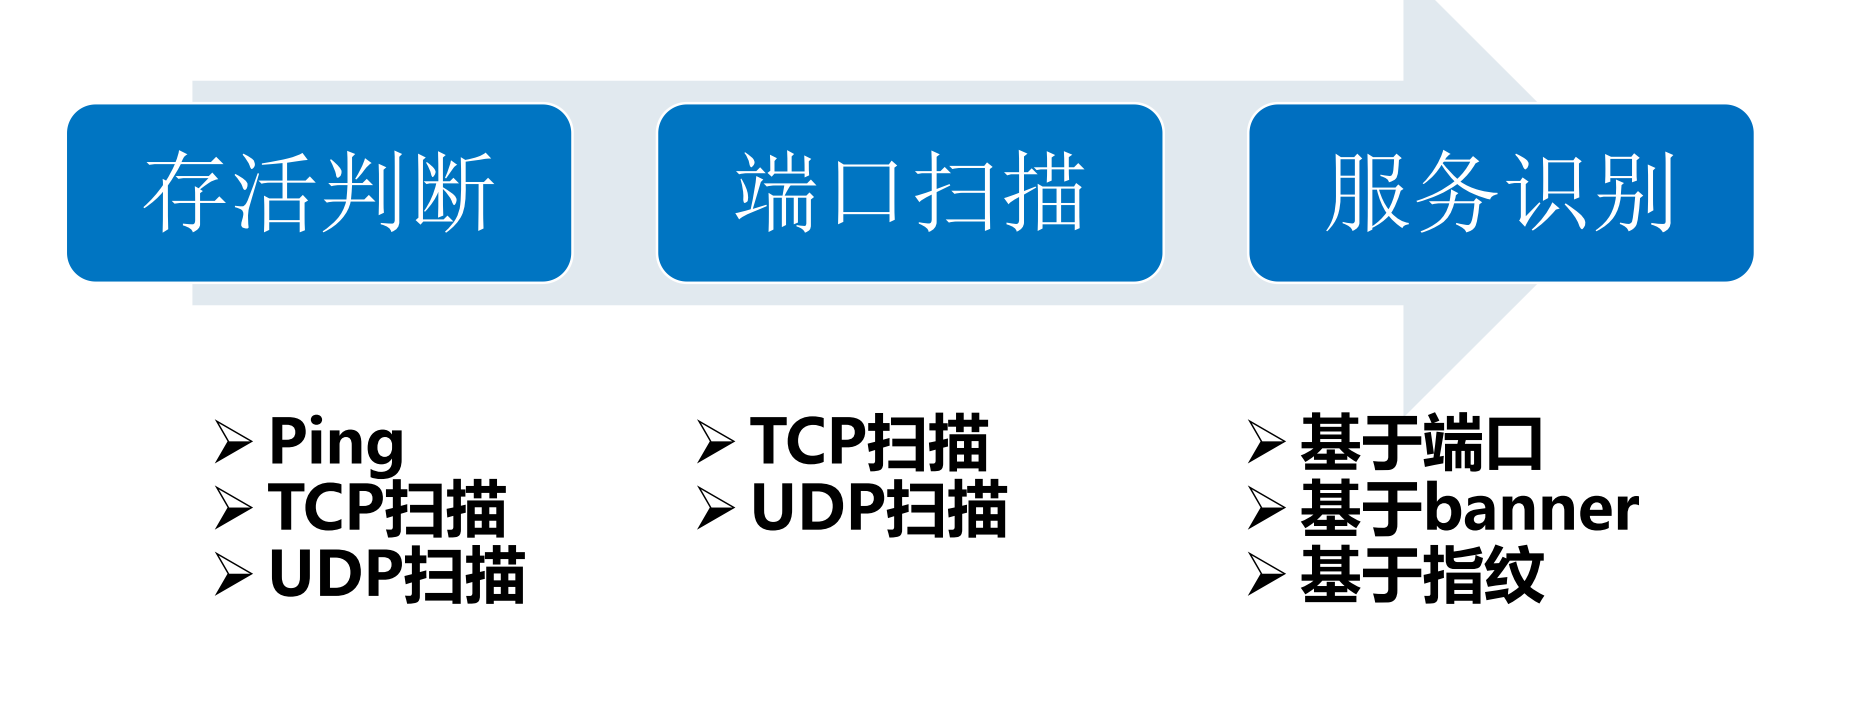 存活判断
端口扫描
服务识别
Ping
TCP扫描
UDP扫描
TCP扫描
UDP扫描
基于端口
基于banner
基于指纹